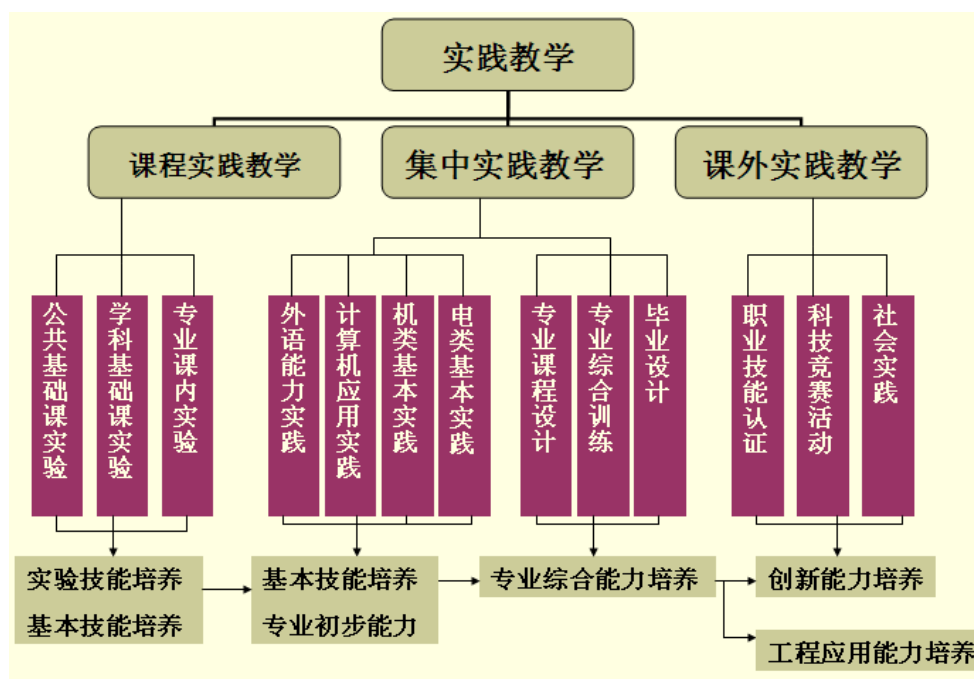 实践教学
课程实践教学
集中实践教学
课外实践教学
公共基础课实验
学科基础课实验
专业课内实验
外语能力实践
计算机应用实践
机类基本实践
电类基本实践
专业课程设计
专业综合训练
毕业设计
职业技能认证
科技竞赛活动
社会实践
实验技能培养
基本技能培养
基本技能培养
专业初步能力
专业综合能力培养
创新能力培养
工程应用能力培养